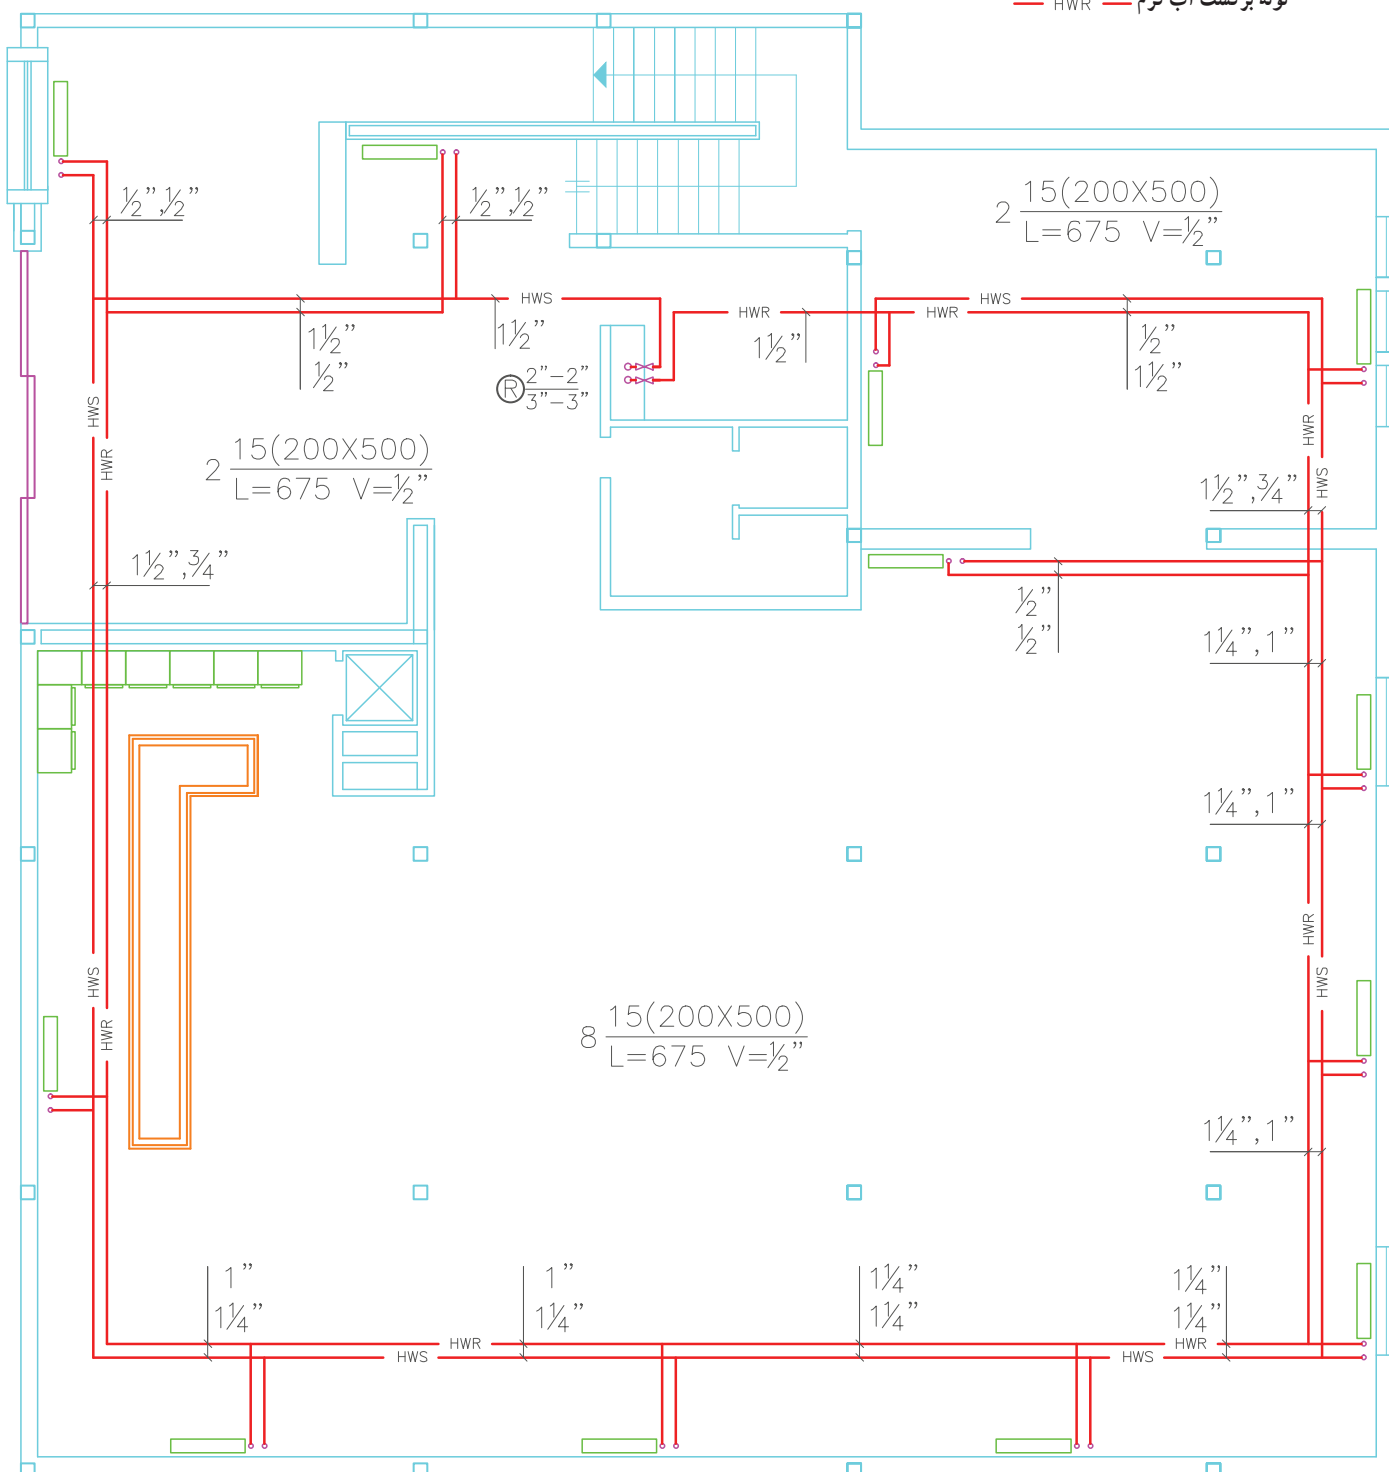 HWR لوله برگشت آب گرم
½”,½”
½”,½”
2 15(200X500)
L=675 V=½”
HWS
HWR
HWS
HWR
1½”
½”
1½”
1½”
½”
1½”
R 2"-2"
3"-3"
HWS
HWR
HWR
HWS
2 15(200X500)
L=675 V=½”
1½”,¾”
1½”,¾”
½”
½”
1¼”, 1”
1¼”, 1”
HWR
HWS
HWS
HWR
8 15(200X500)
L=675 V=½”
1¼”, 1”
1”
1¼”
1”
1¼”
1¼”
1¼”
1¼”
1¼”
HWR
HWS
HWR
HWS